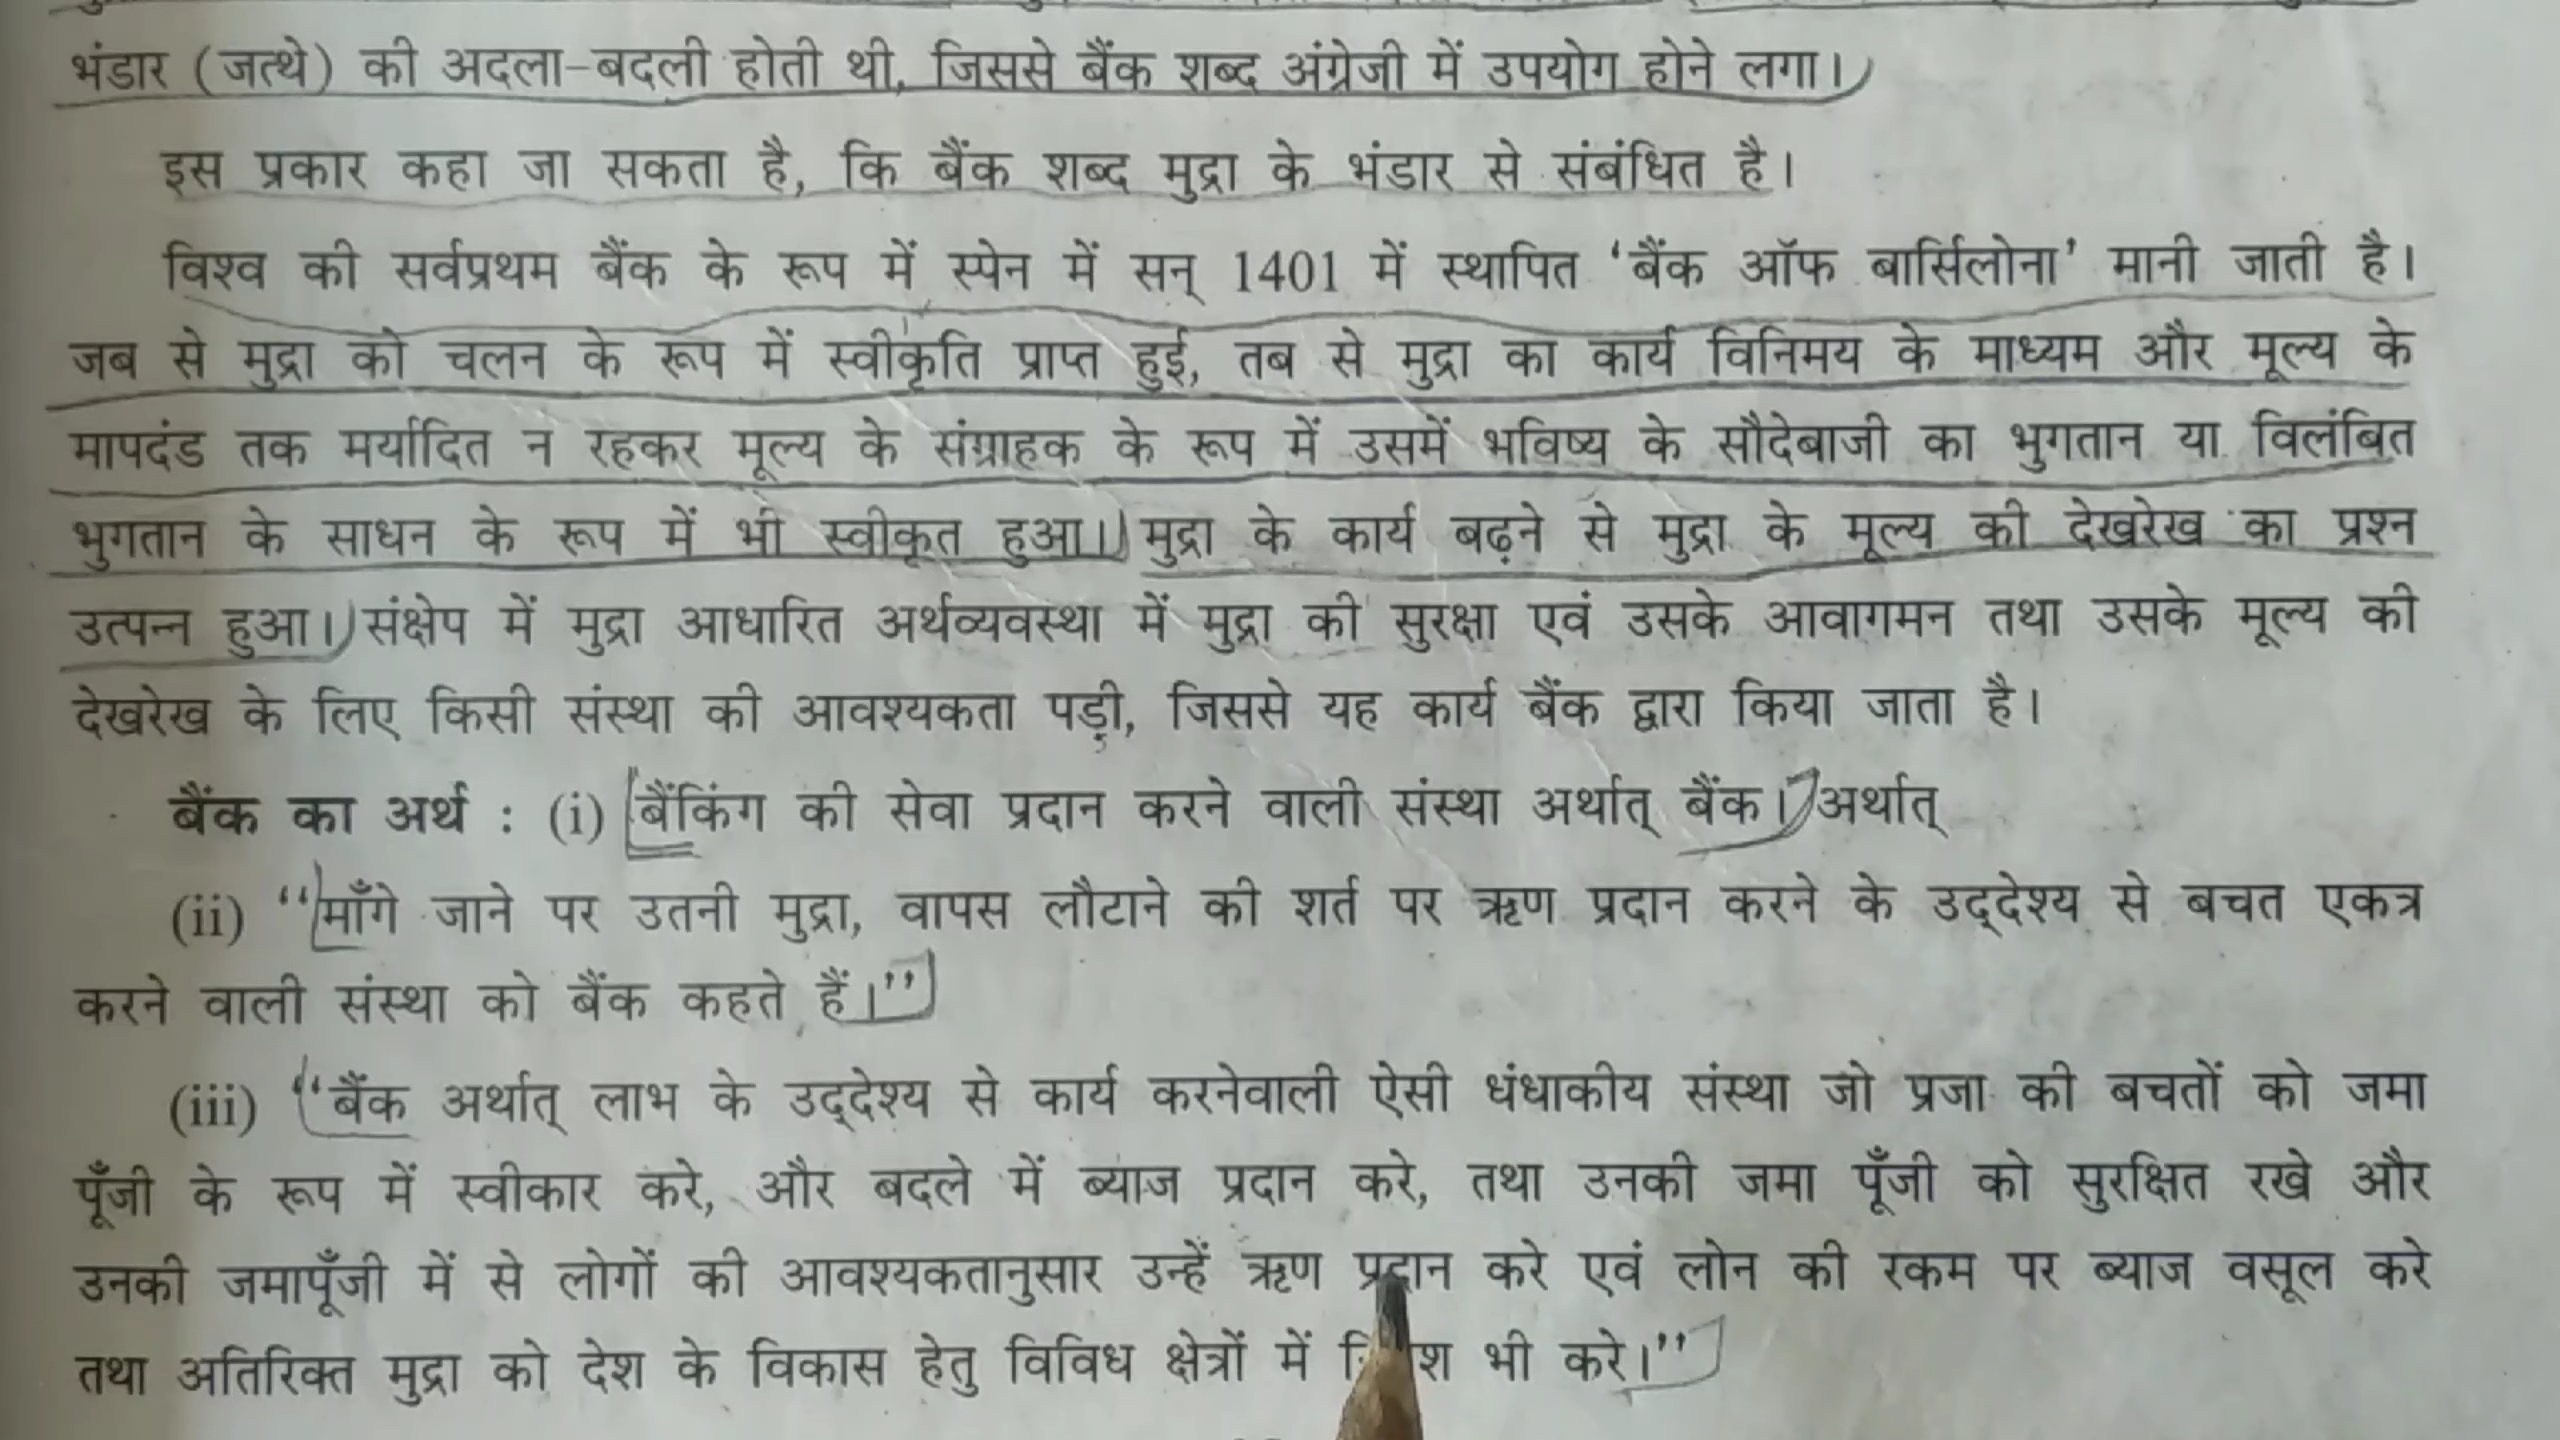 भंडार (जत्थे) की अदला-बदली होती थी, जिससे बैंक शब्द अंग्रेजी में उपयोग होने लगा।
इस प्रकार कहा जा सकता है, कि बैंक शब्द मुद्रा के भंडार से संबंधित है।
विश्व की सर्वप्रथम बैंक के रूप में स्पेन में सन् 1401 में स्थापित ‘बैंक ऑफ बार्सिलोना’ मानी जाती है।
जब से मुद्रा को चलन के रूप में स्वीकृति प्राप्त हुई, तब से मुद्रा का कार्य विनिमय के माध्यम और मूल्य के
मापदंड तक मर्यादित न रहकर मूल्य के संग्राहक के रूप में उसमें भविष्य के सौदेबाजी का भुगतान या विलंबित
भुगतान के साधन के रूप में भी स्वीकृत हुआ। मुद्रा के कार्य बढ़ने से मुद्रा के मूल्य की देखरेख का प्रश्न
उत्पन्न हुआ। संक्षेप में मुद्रा आधारित अर्थव्यवस्था में मुद्रा की सुरक्षा एवं उसके आवागमन तथा उसके मूल्य की
देखरेख के लिए किसी संस्था की आवश्यकता पड़ी, जिससे यह कार्य बैंक द्वारा किया जाता है।
बैंक का अर्थ : (i) बैंकिंग की सेवा प्रदान करने वाली संस्था अर्थात् बैंक। अर्थात्
(ii) “माँगे जाने पर उतनी मुद्रा, वापस लौटाने की शर्त पर ऋण प्रदान करने के उद्देश्य से बचत एकत्र
करने वाली संस्था को बैंक कहते हैं।”
(iii) “बैंक अर्थात् लाभ के उद्देश्य से कार्य करनेवाली ऐसी धंधाकीय संस्था जो प्रजा की बचतों को जमा
पूँजी के रूप में स्वीकार करे, और बदले में ब्याज प्रदान करे, तथा उनकी जमा पूँजी को सुरक्षित रखे और
उनकी जमापूँजी में से लोगों की आवश्यकतानुसार उन्हें ऋण प्रदान करे एवं लोन की रकम पर ब्याज वसूल करे
तथा अतिरिक्त मुद्रा को देश के विकास हेतु विविध क्षेत्रों में भी करे।”